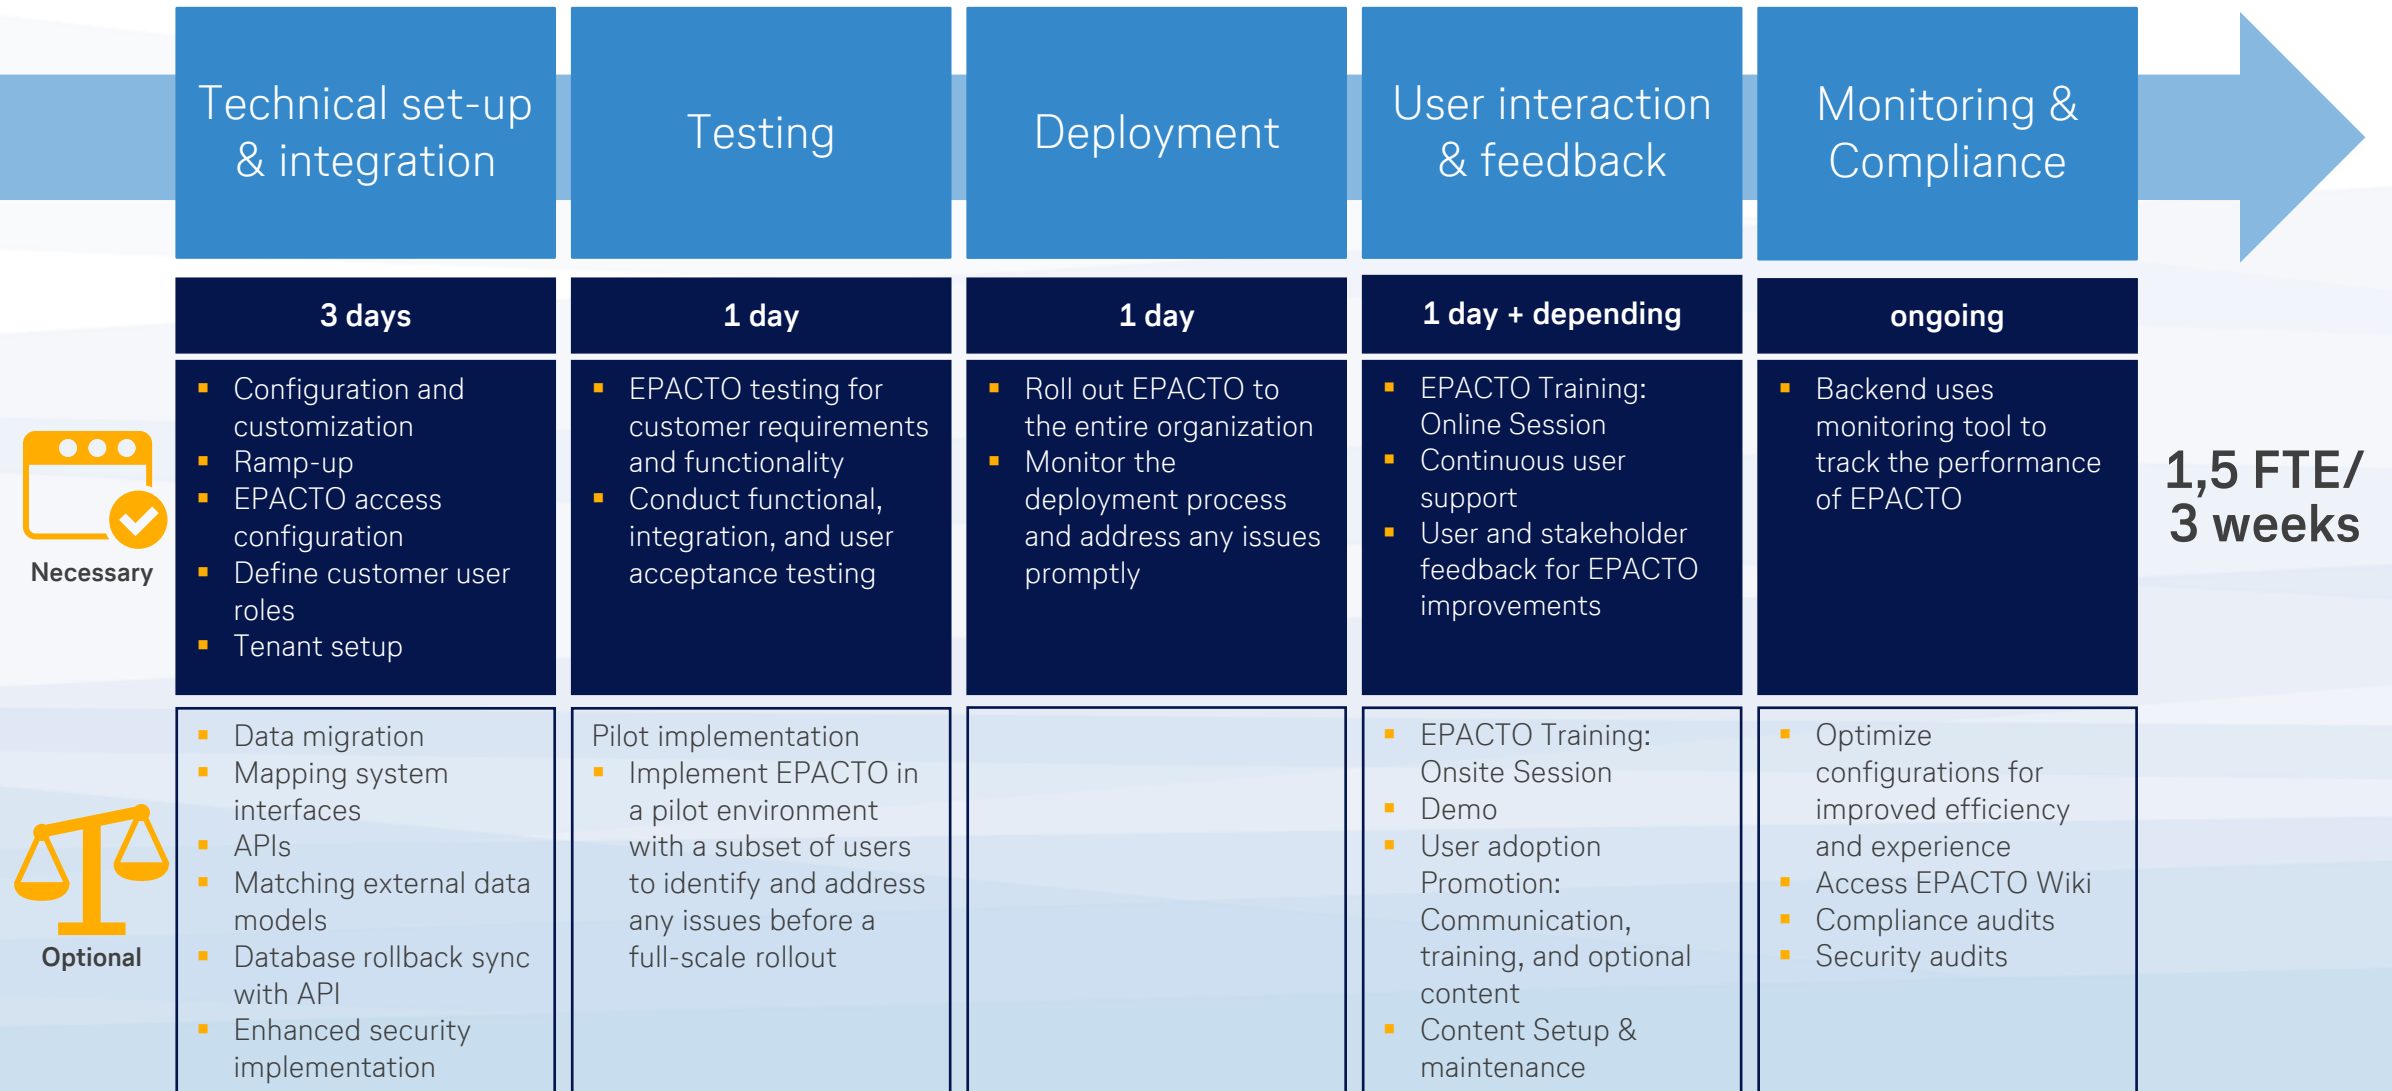 Technical set-up
& integration
Testing
Deployment
User interaction
& feedback
Monitoring &
Compliance
3 days
1 day
1 day
1 day + depending
ongoing
Necessary
Configuration and
customization
Ramp-up
EPACTO access
configuration
Define customer user
roles
Tenant setup
EPACTO testing for
customer requirements
and functionality
Conduct functional,
integration, and user
acceptance testing
Roll out EPACTO to
the entire organization
Monitor the
deployment process
and address any issues
promptly
EPACTO Training:
Online Session
Continuous user
support
User and stakeholder
feedback for EPACTO
improvements
Backend uses
monitoring tool to
track the performance
of EPACTO
1,5 FTE/
3 weeks
Optional
Data migration
Mapping system
interfaces
APIs
Matching external data
models
Database rollback sync
with API
Enhanced security
implementation
Pilot implementation
Implement EPACTO in
a pilot environment
with a subset of users
to identify and address
any issues before a
full-scale rollout
EPACTO Training:
Onsite Session
Demo
User adoption
Promotion:
Communication,
training, and optional
content
Content Setup &
maintenance
Optimize
configurations for
improved efficiency
and experience
Access EPACTO Wiki
Compliance audits
Security audits